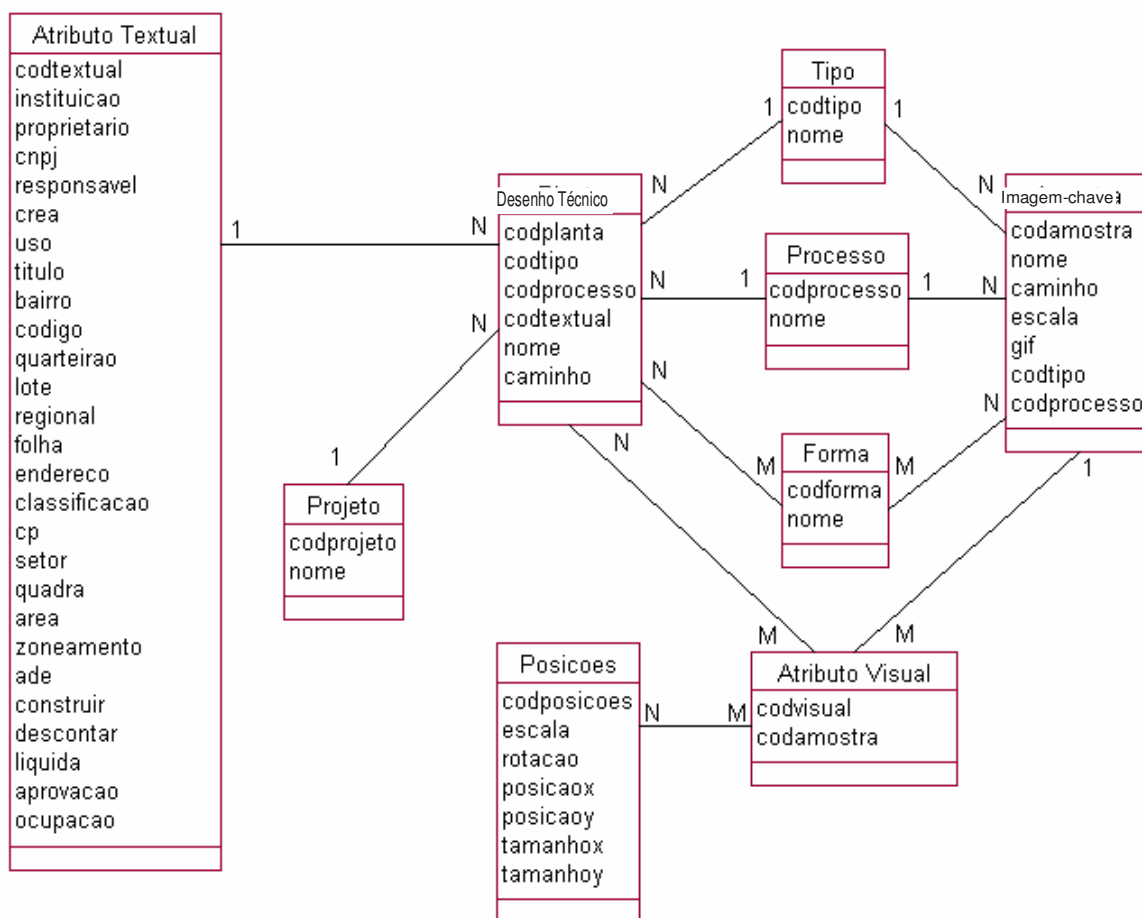 Atributo Textual
codtextual
instituicao
proprietario
cnpj
responsavel
crea
uso
titulo
bairro
codigo
quarteirao
lote
regional
folha
endereco
classificacao
cp
setor
quadra
area
zoneamento
ade
construir
descontar
liquida
aprovacao
ocupacao
1
N
Desenho Técnico
codplanta
codtipo
codprocesso
codtextual
nome
caminho
N
1
Projeto
codprojeto
nome
Tipo
codtipo
nome
1
1
N
N
Processo
codprocesso
nome
N
1
1
N
Forma
codforma
nome
N
M
M
N
Imagem-chave
codamostra
nome
caminho
escala
gif
codtipo
codprocesso
N
M
1
M
Atributo Visual
codvisual
codamostra
N
M
Posicoes
codposicoes
escala
rotacao
posicaox
posicaoy
tamanhox
tamanhoy